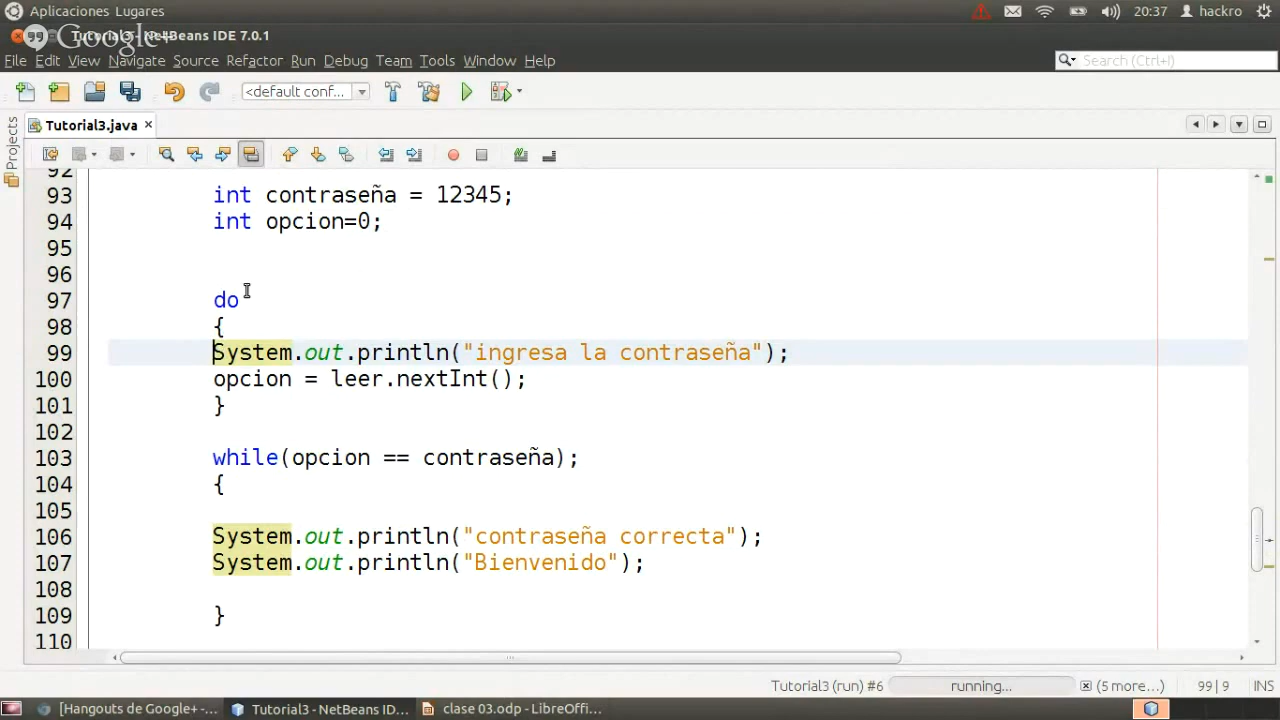 Aplicaciones Lugares
20:37
hackro
Google+
Tutorial3 - NetBeans IDE 7.0.1
File Edit View Navigate Source Refactor Run Debug Team Tools Window Help
Search (Ctrl+I)
<default conf...
Tutorial3.java
Projects
92
93 int contraseña = 12345;
94 int opcion=0;
95
96
97 do
98 {
99 System.out.println("ingresa la contraseña");
100 opcion = leer.nextInt();
101 }
102
103 while(opcion == contraseña);
104 {
105
106 System.out.println("contraseña correcta");
107 System.out.println("Bienvenido");
108
109 }
110
Tutorial3 (run) #6
running...
(5 more...)
99 | 9
INS
[Hangouts de Google+ -...
Tutorial3 - NetBeans ID...
clase 03.odp - LibreOffi...